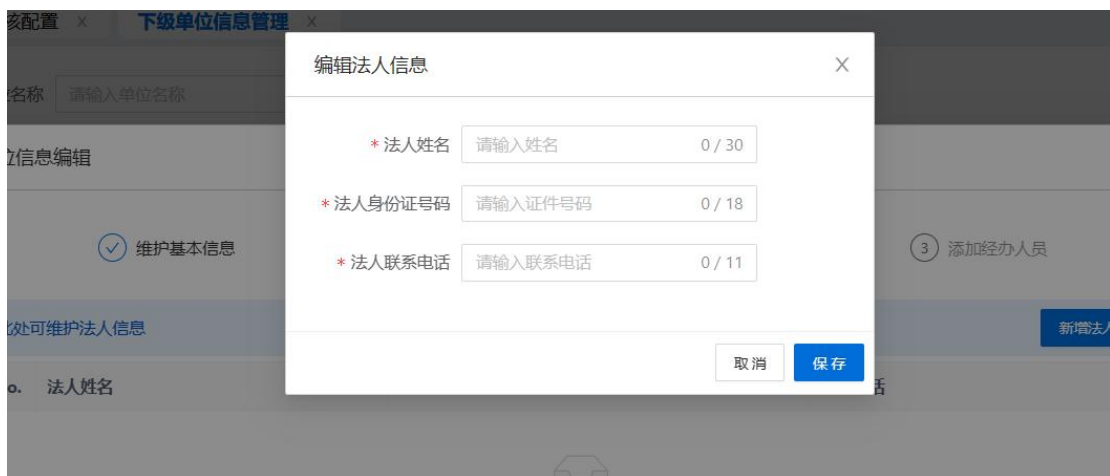 核配置 × 下级单位信息管理 ×
编辑法人信息 ×
名称 请输入单位名称
* 法人姓名 请输入姓名 0 / 30
位信息编辑
* 法人身份证号码 请输入证件号码 0 / 18
维护基本信息
3 添加经办人员
* 法人联系电话 请输入联系电话 0 / 11
此处可维护法人信息
新增法人
取消 保存
o. 法人姓名
话